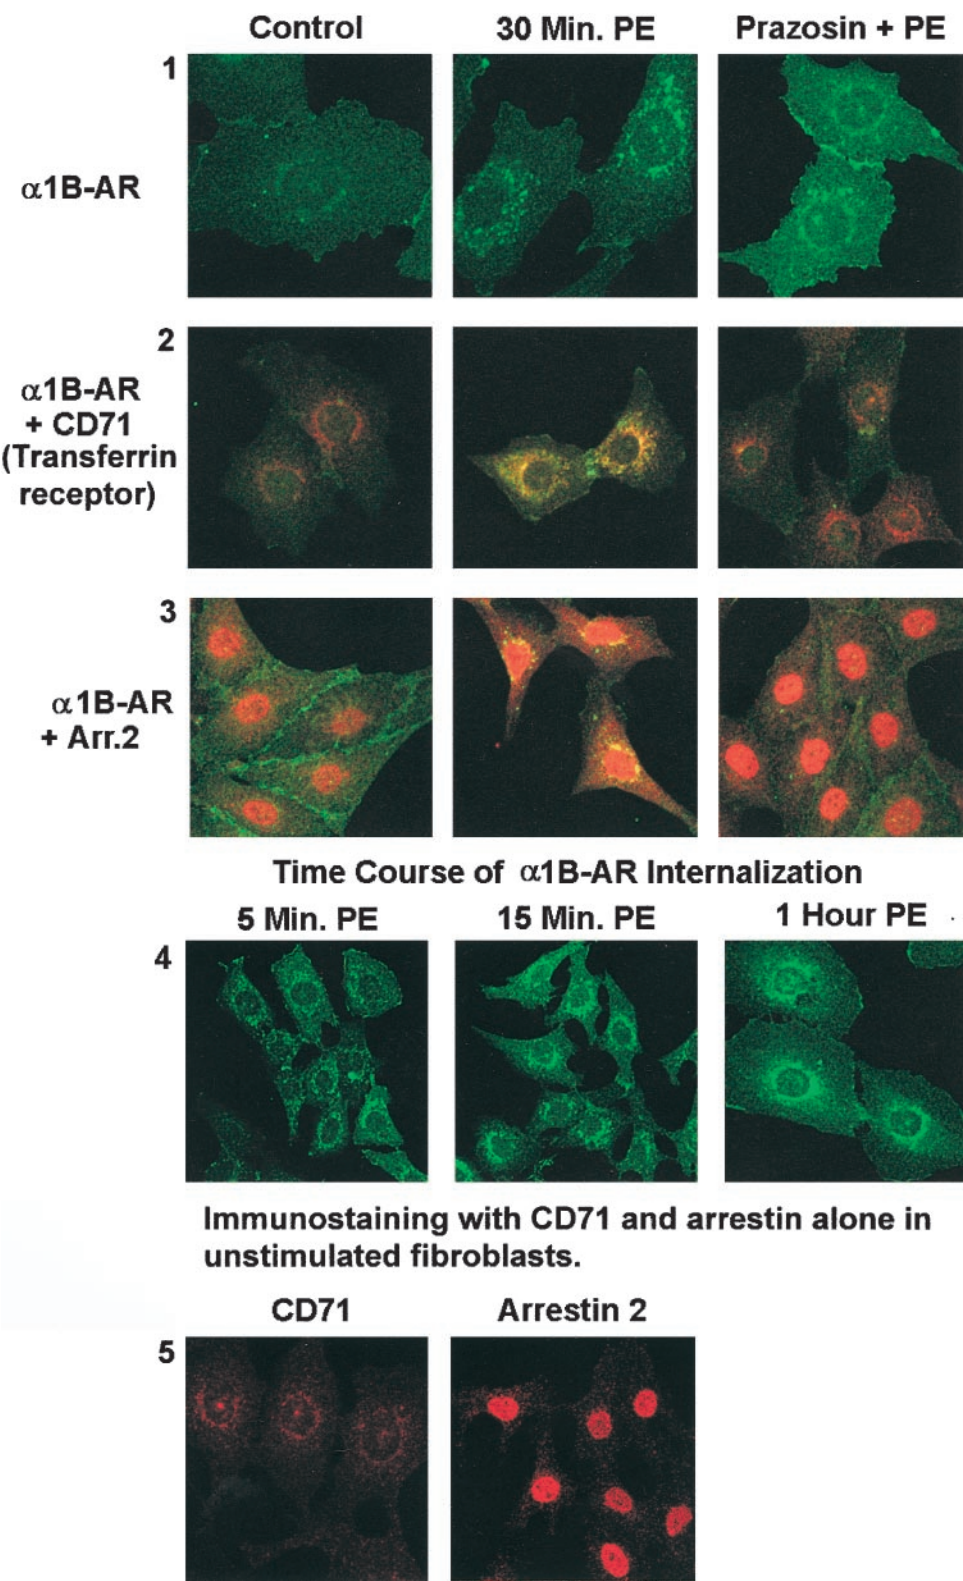 Control
30 Min. PE
Prazosin + PE
1
α1B-AR
2
α1B-AR
+ CD71
(Transferrin
receptor)
3
α1B-AR
+ Arr.2
Time Course of α1B-AR Internalization
5 Min. PE
15 Min. PE
1 Hour PE
4
Immunostaining with CD71 and arrestin alone in
unstimulated fibroblasts.
CD71
Arrestin 2
5